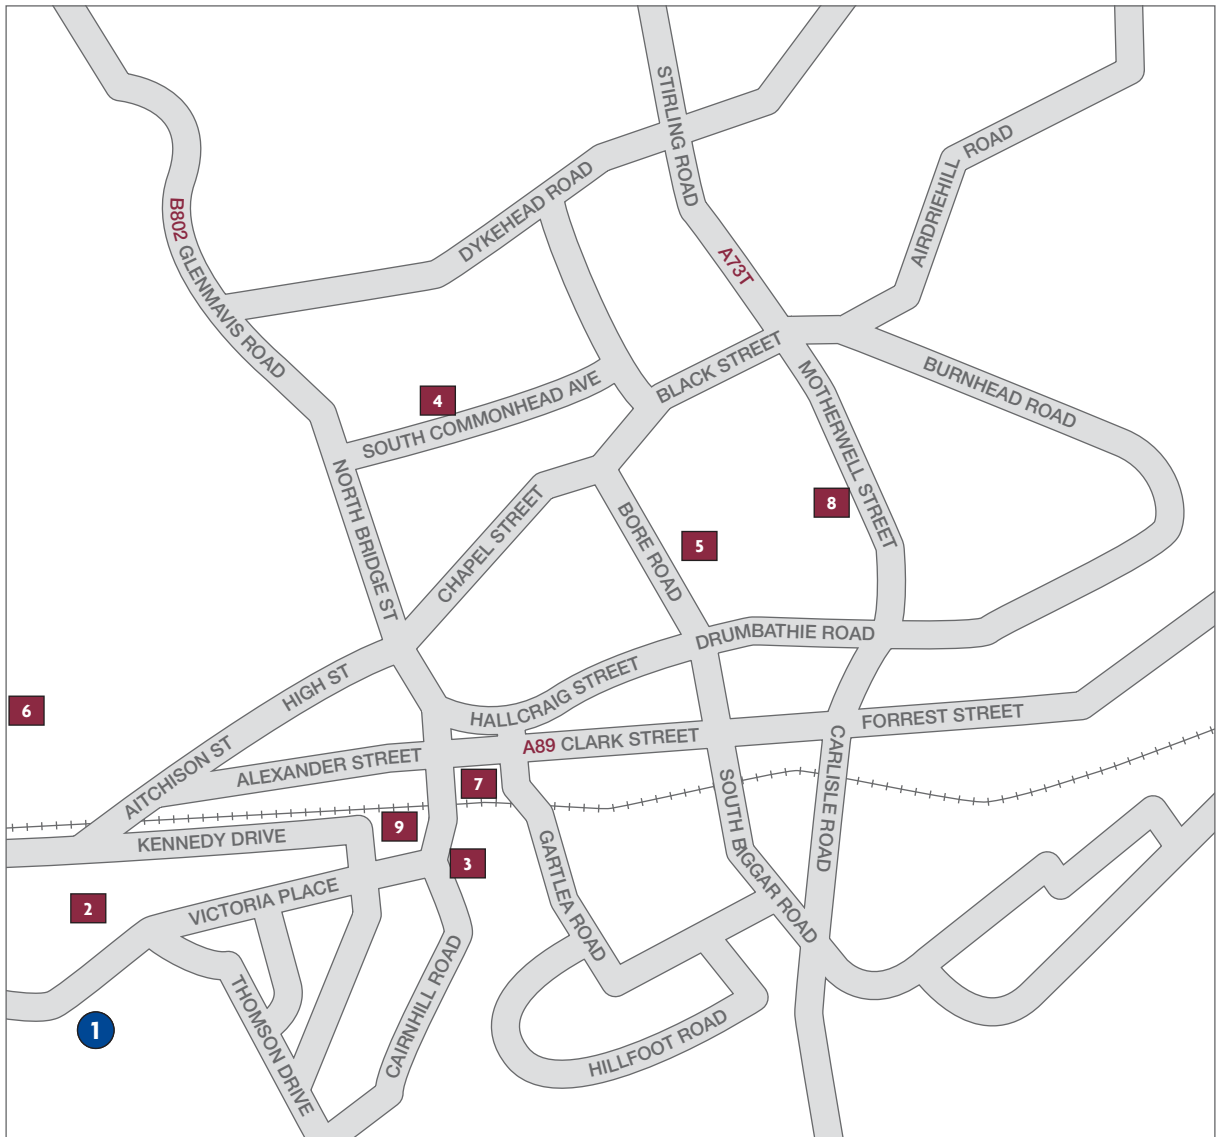 STIRLING ROAD
AIRDRIEHILL ROAD
DYKEHEAD ROAD
B802 GLENMAVIS ROAD
A73T
BLACK STREET
BURNHEAD ROAD
MOTHERWELL STREET
4
SOUTH COMMONHEAD AVE
NORTH BRIDGE ST
CHAPEL STREET
BORE ROAD
8
5
DRUMBATHIE ROAD
HIGH ST
HALLCRAIG STREET
6
FORREST STREET
A89 CLARK STREET
AITCHISON ST
ALEXANDER STREET
7
CARLISLE ROAD
SOUTH BIGGAR ROAD
9
KENNEDY DRIVE
3
GARTLEA ROAD
VICTORIA PLACE
2
CAIRNHILL ROAD
THOMSON DRIVE
1
HILLFOOT ROAD